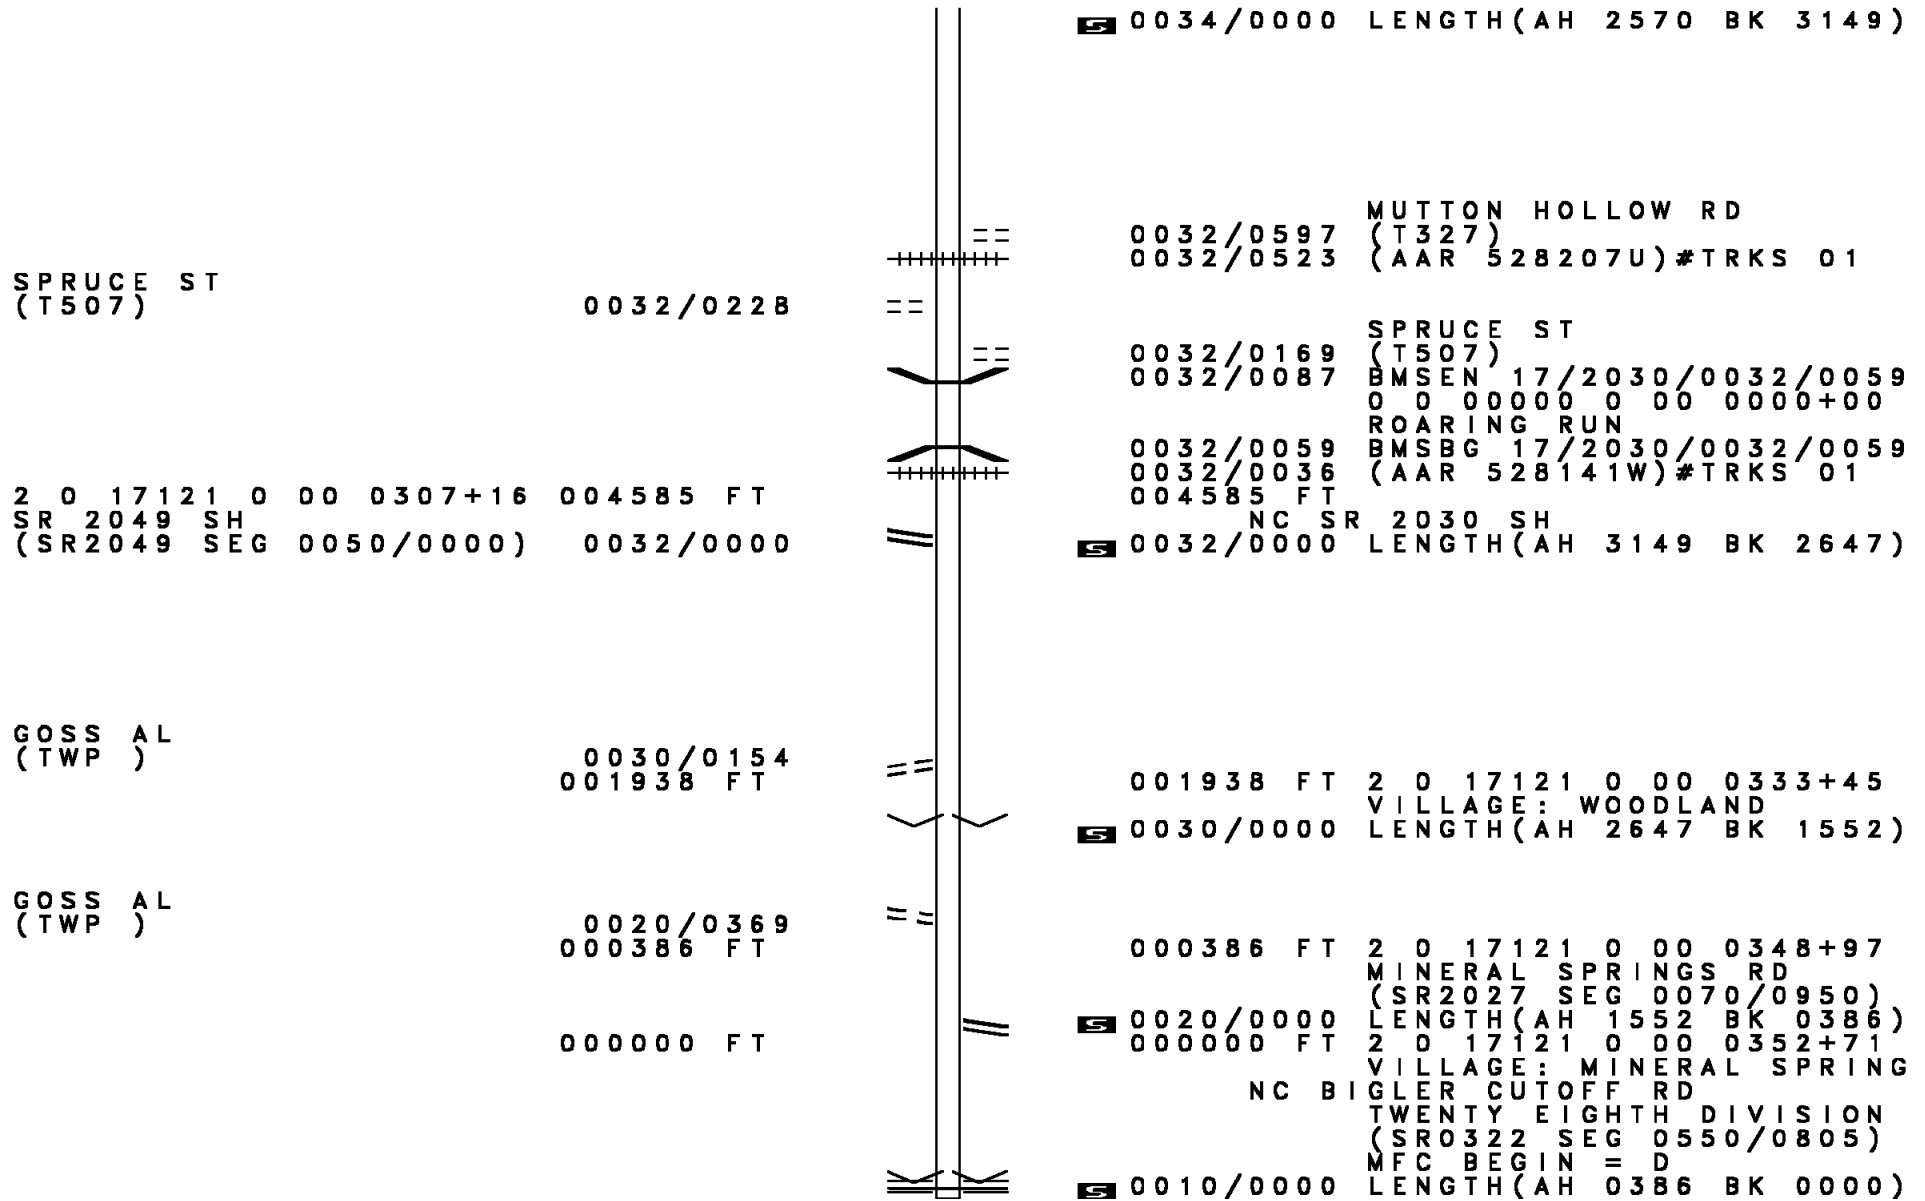 S 0034/0000 LENGTH(AH 2570 BK 3149)
MUTTON HOLLOW RD
0032/0597 (T327)
0032/0523 (AAR 528207U)#TRKS 01
SPRUCE ST
(T507) 0032/0228
SPRUCE ST
0032/0169 (T507)
0032/0087 BMSEN 17/2030/0032/0059
0 0 00000 0 00 0000+00
ROARING RUN
0032/0059 BMSBG 17/2030/0032/0059
0032/0036 (AAR 528141W)#TRKS 01
2 0 17121 0 00 0307+16 004585 FT 004585 FT
SR 2049 SH NC SR 2030 SH
(SR2049 SEG 0050/0000) 0032/0000 S 0032/0000 LENGTH(AH 3149 BK 2647)
GOSS AL
(TWP ) 0030/0154
001938 FT 001938 FT 2 0 17121 0 00 0333+45
VILLAGE: WOODLAND
S 0030/0000 LENGTH(AH 2647 BK 1552)
GOSS AL
(TWP ) 0020/0369
000386 FT 000386 FT 2 0 17121 0 00 0348+97
MINERAL SPRINGS RD
(SR2027 SEG 0070/0950)
S 0020/0000 LENGTH(AH 1552 BK 0386)
000000 FT 000000 FT 2 0 17121 0 00 0352+71
VILLAGE: MINERAL SPRING
NC BIGLER CUTOFF RD
TWENTY EIGHTH DIVISION
(SR0322 SEG 0550/0805)
MFC BEGIN = D
S 0010/0000 LENGTH(AH 0386 BK 0000)